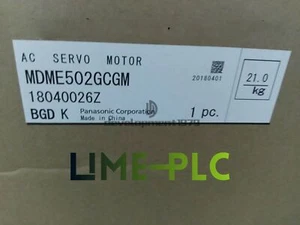 AC SERVO MOTOR
MDME502GCGM
20180401
21.0
kg
18040026Z
BGD K
Panasonic Corporation
Made in China
1 pc.
LIME-PLC